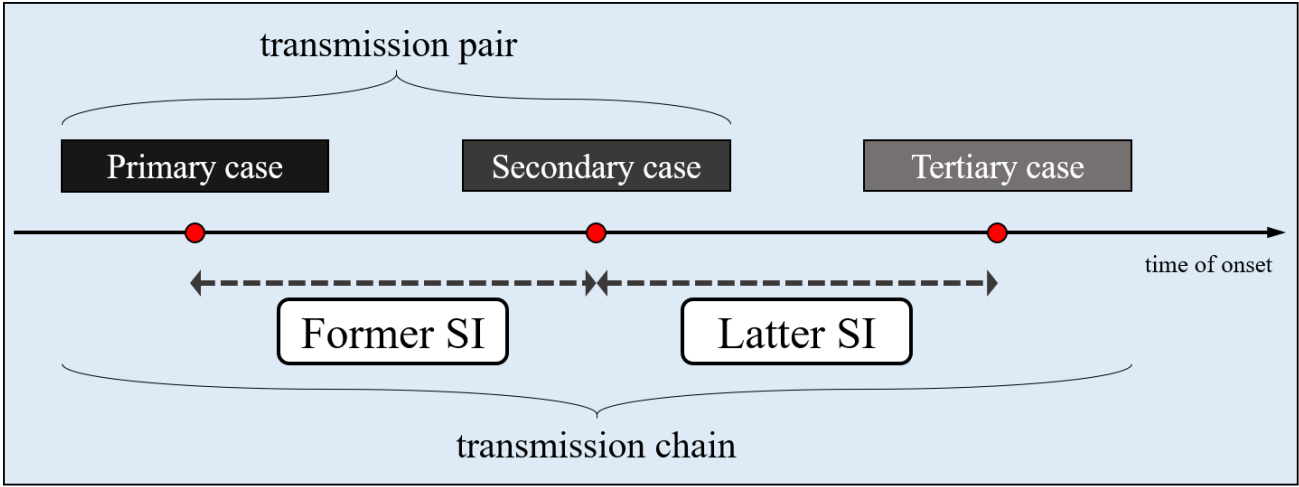 transmission pair
Primary case
Secondary case
Tertiary case
time of onset
Former SI
Latter SI
transmission chain